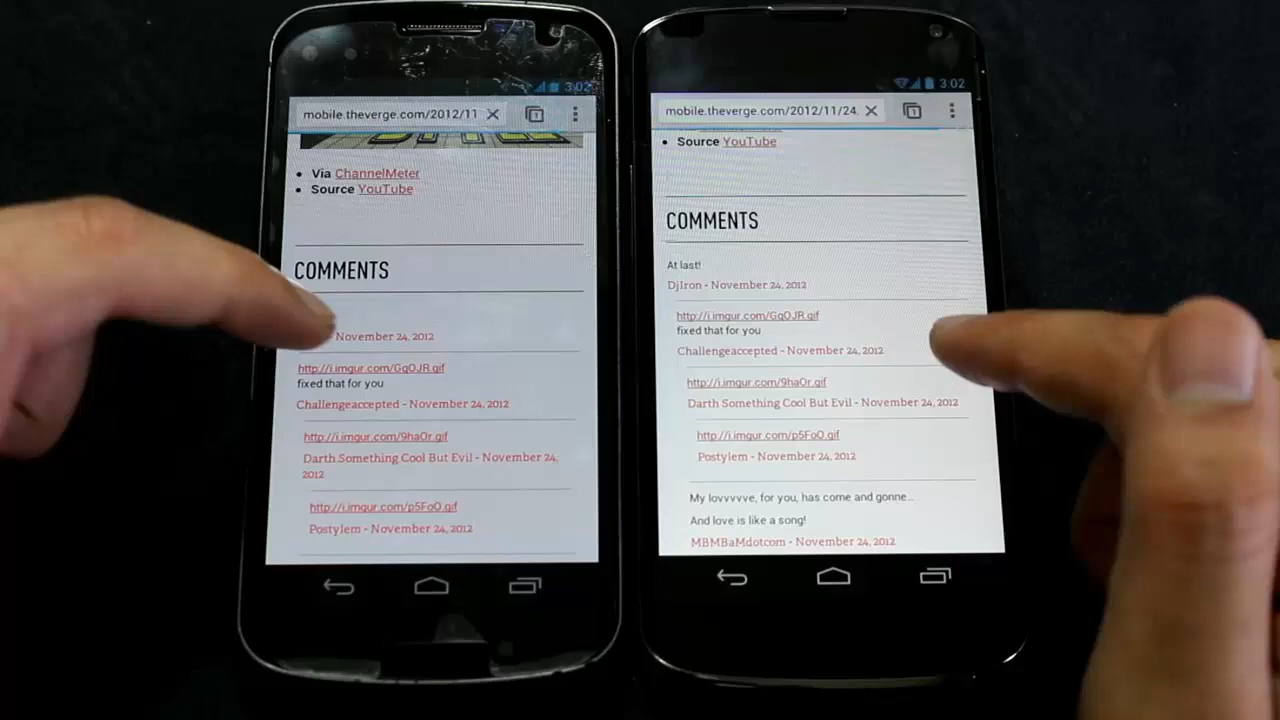 3:02
mobile.theverge.com/2012/11
1
• Via ChannelMeter
• Source YouTube
COMMENTS
November 24, 2012
http://i.imgur.com/GqOJR.gif
fixed that for you
Challengeaccepted - November 24, 2012
http://i.imgur.com/9haOr.gif
Darth Something Cool But Evil - November 24,
2012
http://i.imgur.com/p5FoO.gif
Postylem - November 24, 2012
3:02
mobile.theverge.com/2012/11/24
1
• Source YouTube
COMMENTS
At last!
DjIron - November 24, 2012
http://i.imgur.com/GqOJR.gif
fixed that for you
Challengeaccepted - November 24, 2012
http://i.imgur.com/9haOr.gif
Darth Something Cool But Evil - November 24, 2012
http://i.imgur.com/p5FoO.gif
Postylem - November 24, 2012
My lovvvvve, for you, has come and gonne...
And love is like a song!
MBMBaMdotcom - November 24, 2012